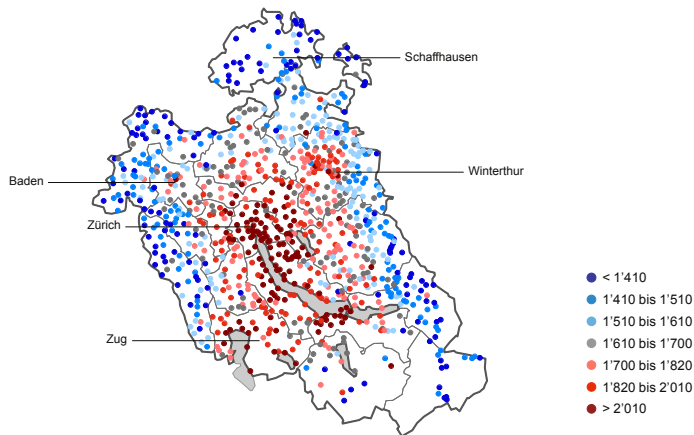 Schaffhausen
Winterthur
Baden
Zürich
Zug
< 1'410
1'410 bis 1'510
1'510 bis 1'610
1'610 bis 1'700
1'700 bis 1'820
1'820 bis 2'010
> 2'010